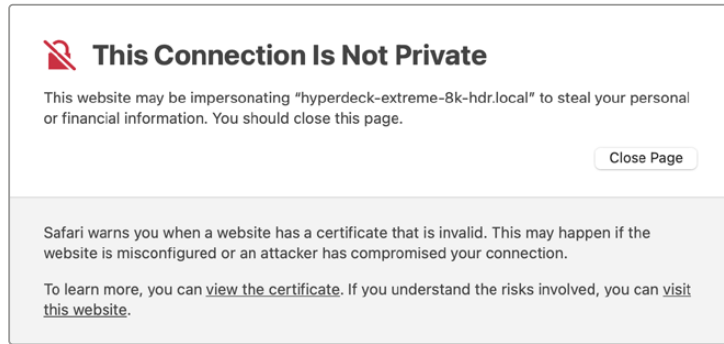 This Connection Is Not Private
This website may be impersonating “hyperdeck-extreme-8k-hdr.local” to steal your personal
or financial information. You should close this page.
Close Page
Safari warns you when a website has a certificate that is invalid. This may happen if the
website is misconfigured or an attacker has compromised your connection.
To learn more, you can view the certificate. If you understand the risks involved, you can visit
this website.